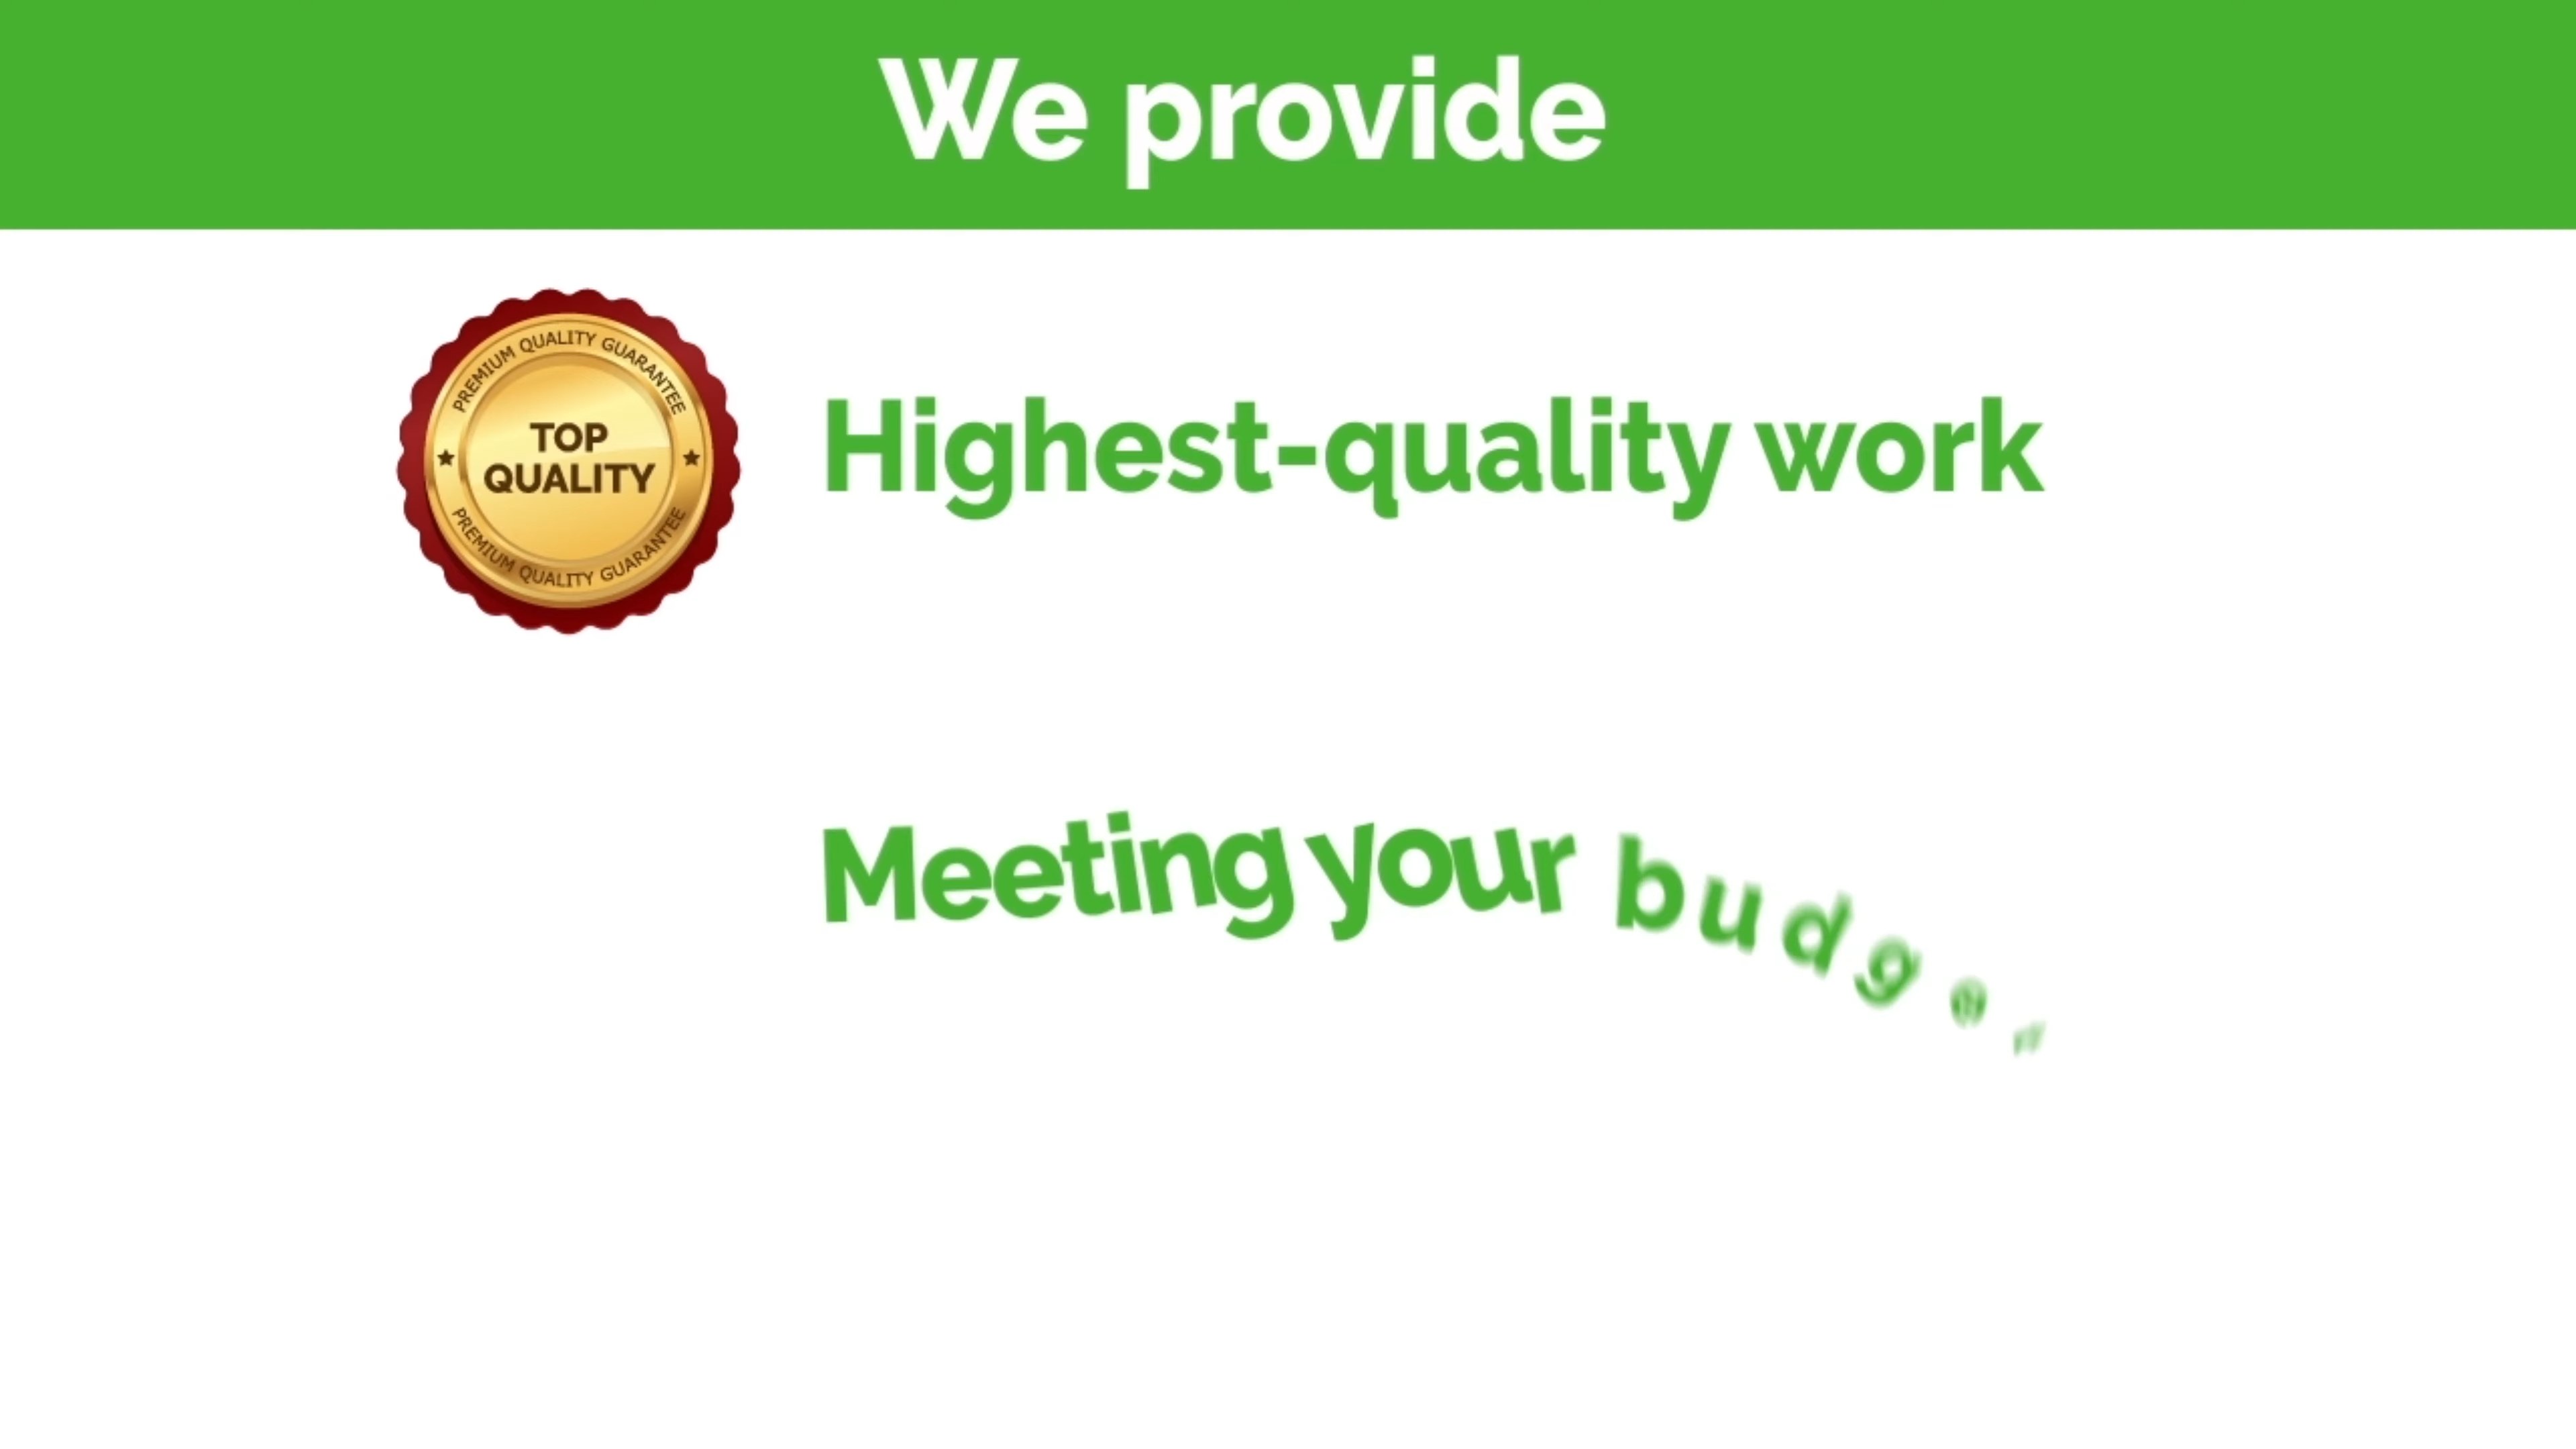 We provide
PREMIUM QUALITY GUARANTEE
TOP
QUALITY
PREMIUM QUALITY GUARANTEE
Highest-quality work
Meeting your